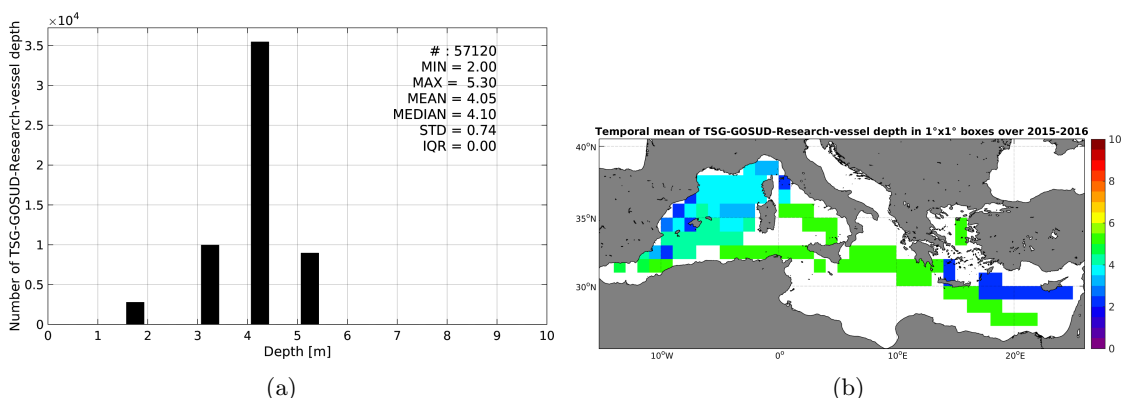 ×10⁴
Number of TSG-GOSUD-Research-vessel depth
3.5
3
2.5
2
1.5
1
0.5
0
0 1 2 3 4 5 6 7 8 9 10
Depth [m]
# : 57120
MIN = 2.00
MAX = 5.30
MEAN = 4.05
MEDIAN = 4.10
STD = 0.74
IQR = 0.00
(a)
Temporal mean of TSG-GOSUD-Research-vessel depth in 1°x1° boxes over 2015-2016
40°N
35°N
30°N
10°W 0° 10°E 20°E
10
8
6
4
2
0
(b)